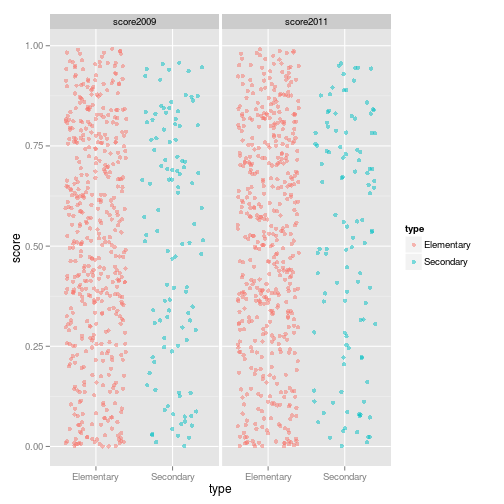 score2009 score2011
1.00
0.75
0.50
0.25
0.00
score
Elementary Secondary Elementary Secondary
type
type
Elementary
Secondary